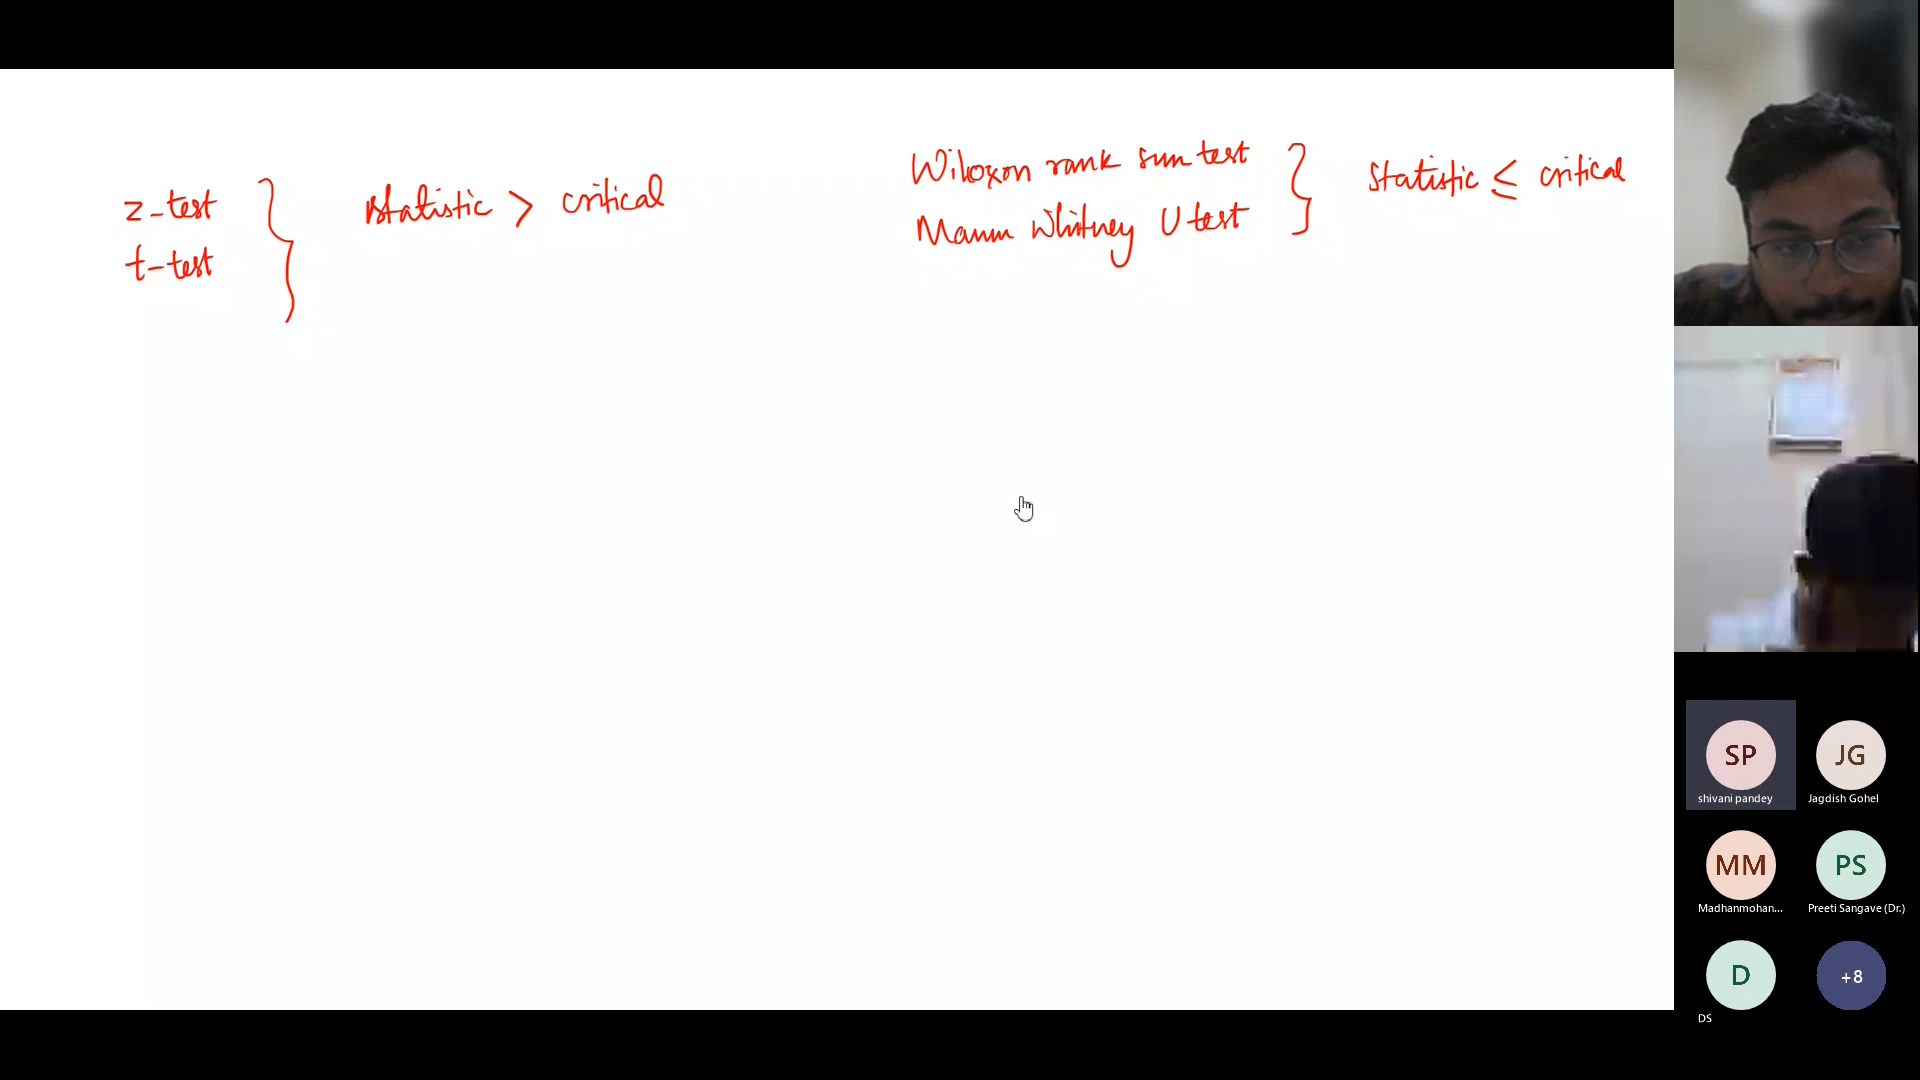 z-test
t-test
statistic > critical
Wilcoxon rank sum test
Mann Whitney U test
statistic ≤ critical
SP
shivani pandey
JG
Jagdish Gohel
MM
Madhanmohan...
PS
Preeti Sangave (Dr.)
D
DS
+8